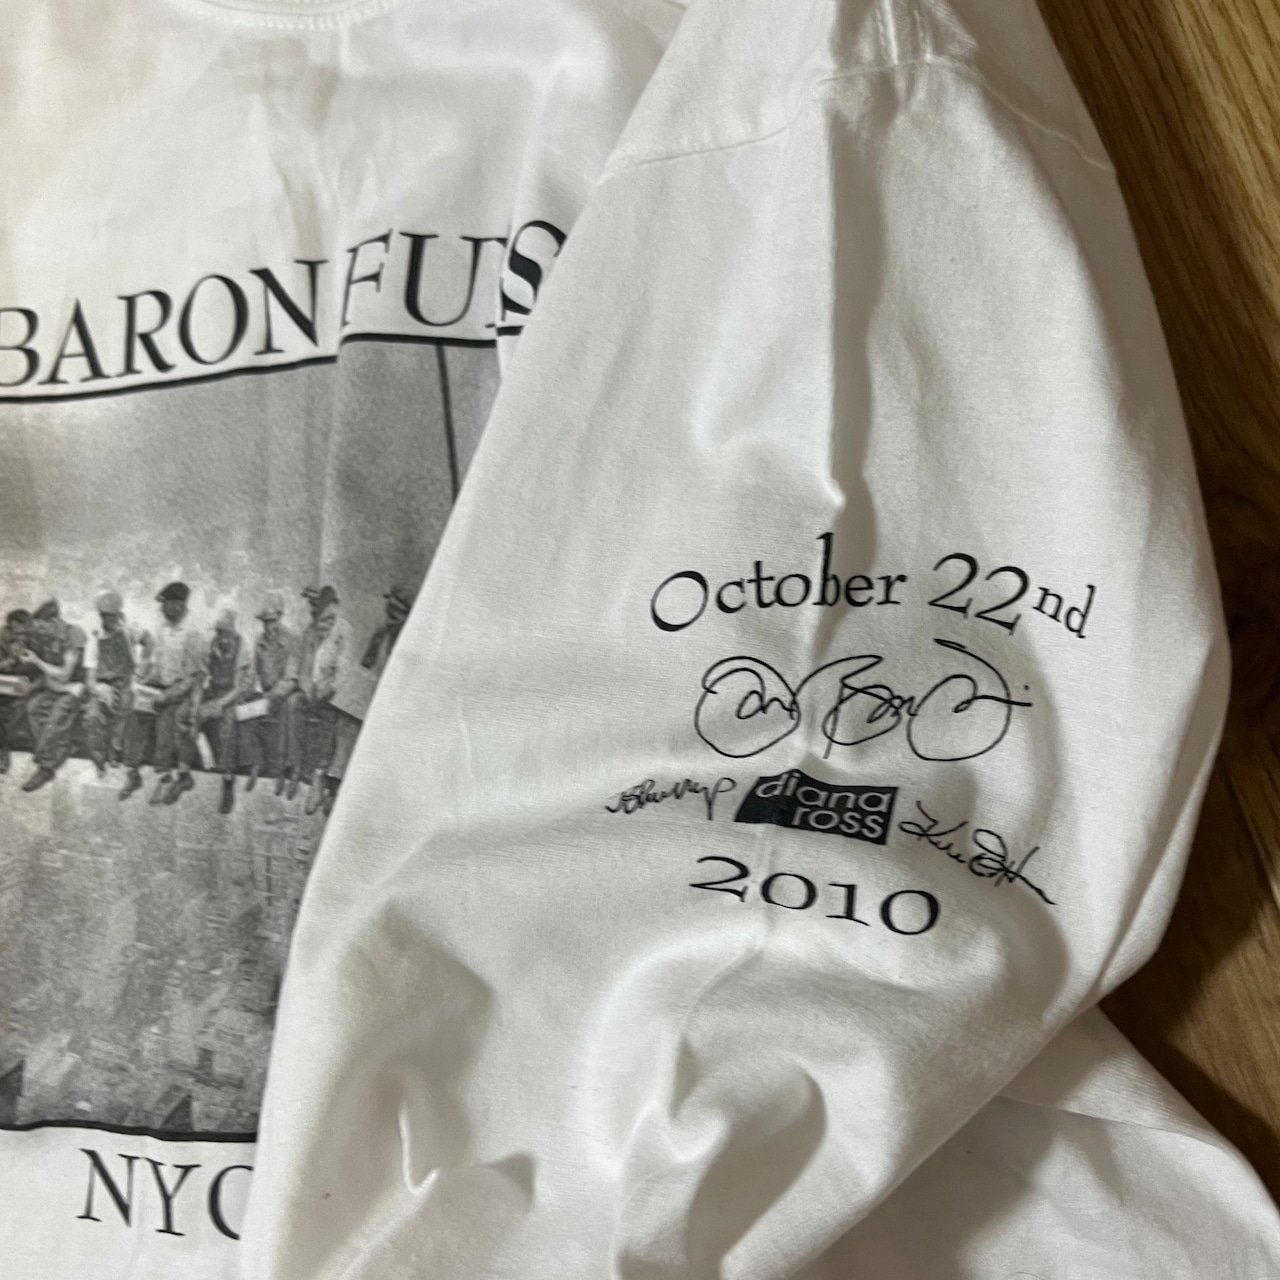 BARON FUS
NYC
October 22nd
diana
ross
2010